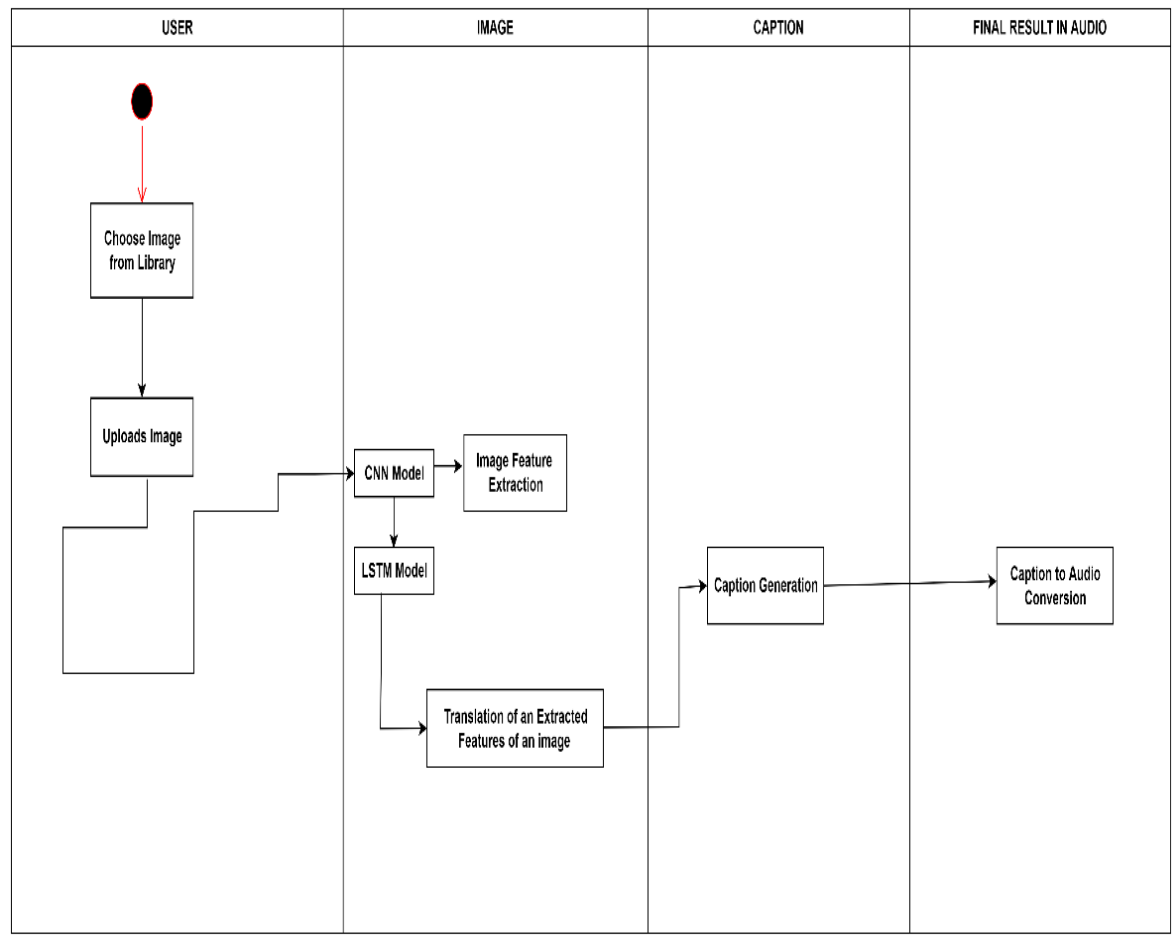 USER
IMAGE
CAPTION
FINAL RESULT IN AUDIO
Choose Image
from Library
Uploads Image
CNN Model
Image Feature
Extraction
LSTM Model
Translation of an Extracted
Features of an image
Caption Generation
Caption to Audio
Conversion